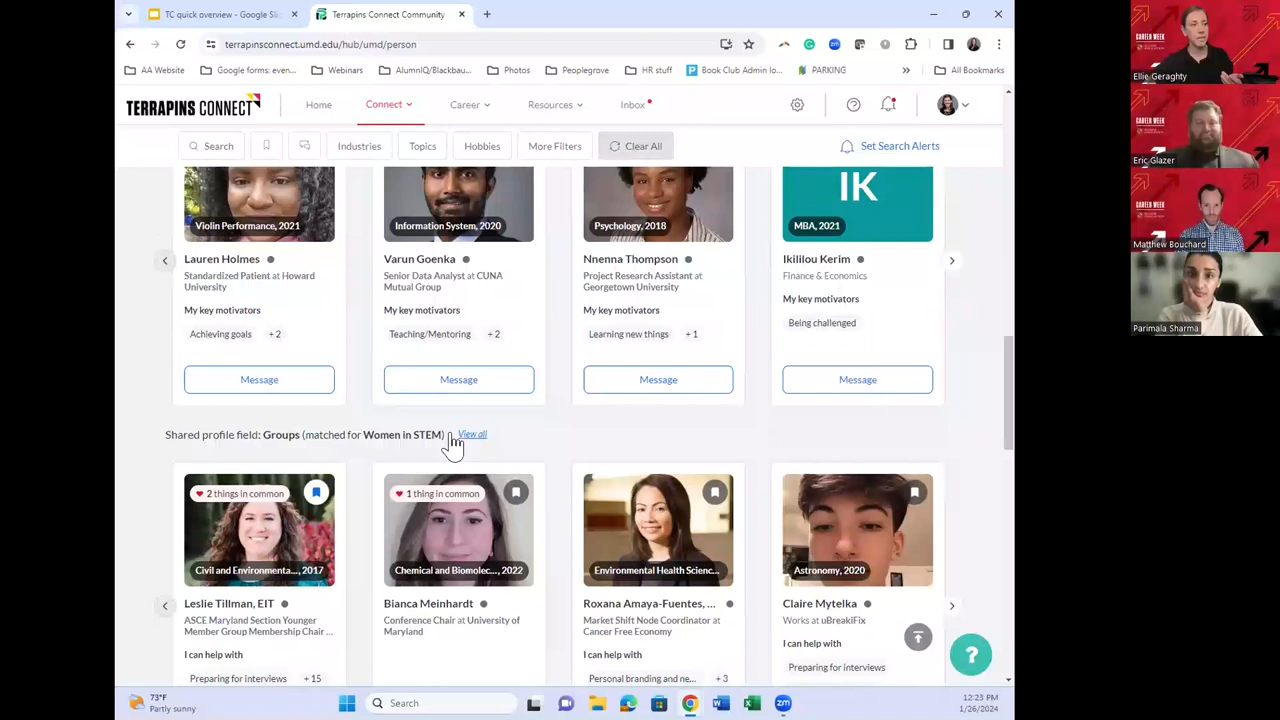 TC quick overview - Google Slid
Terrapins Connect Community
terrapinsconnect.umd.edu/hub/umd/person
AA Website
Google forms: even...
Webinars
AlumnIQ/Blackbau...
Photos
Peoplegrove
HR stuff
Book Club Admin lo...
PARKING
All Bookmarks
TERRAPINS CONNECT
Home
Connect
Career
Resources
Inbox
Search
Industries
Topics
Hobbies
More Filters
Clear All
Set Search Alerts
Violin Performance, 2021
Information System, 2020
Psychology, 2018
IK
MBA, 2021
Lauren Holmes
Standardized Patient at Howard
University
My key motivators
Achieving goals + 2
Message
Varun Goenka
Senior Data Analyst at CUNA
Mutual Group
My key motivators
Teaching/Mentoring + 2
Message
Nnenna Thompson
Project Research Assistant at
Georgetown University
My key motivators
Learning new things + 1
Message
Ikililou Kerim
Finance & Economics
My key motivators
Being challenged
Message
Shared profile field: Groups (matched for Women in STEM) View all
2 things in common
Civil and Environmenta..., 2017
Leslie Tillman, EIT
ASCE Maryland Section Younger
Member Group Membership Chair ...
I can help with
Preparing for interviews + 15
1 thing in common
Chemical and Biomolec..., 2022
Bianca Meinhardt
Conference Chair at University of
Maryland
Environmental Health Scienc...
Roxana Amaya-Fuentes, ...
Market Shift Node Coordinator at
Cancer Free Economy
I can help with
Personal branding and ne... + 3
Astronomy, 2020
Claire Mytelka
Works at uBreakiFix
I can help with
Preparing for interviews
?
73°F
Partly sunny
Search
12:23 PM
1/26/2024
CAREER WEEK
Ellie Geraghty
CAREER WEEK
Eric Glazer
CAREER WEEK
Matthew Bouchard
Parimala Sharma